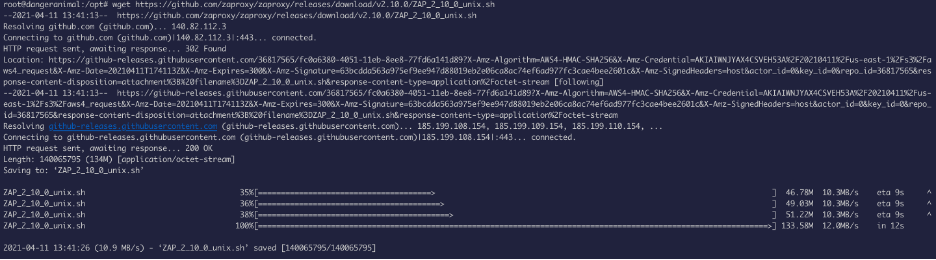 root@dangeranimal:/opt# wget https://github.com/zaproxy/zaproxy/releases/download/v2.10.0/ZAP_2_10_0_unix.sh
--2021-04-11 13:41:13--  https://github.com/zaproxy/zaproxy/releases/download/v2.10.0/ZAP_2_10_0_unix.sh
Resolving github.com (github.com)... 140.82.112.3
Connecting to github.com (github.com)|140.82.112.3|:443... connected.
HTTP request sent, awaiting response... 302 Found
Location: https://github-releases.githubusercontent.com/36817565/fc0a6380-4051-11eb-8ee8-77fd6a141d89?X-Amz-Algorithm=AWS4-HMAC-SHA256&X-Amz-Credential=AKIAIWNJYAX4CSVEH53A%2F20210411%2Fus-east-1%2Fs3%2Fa
ws4_request&X-Amz-Date=20210411T174113Z&X-Amz-Expires=300&X-Amz-Signature=63bcdda563a975ef9ee947d88019eb2e06ca8ac74ef6ad977fc3cae4bee2601c&X-Amz-SignedHeaders=host&actor_id=0&key_id=0&repo_id=36817565&res
ponse-content-disposition=attachment%3B%20filename%3DZAP_2_10_0_unix.sh&response-content-type=application%2Foctet-stream [following]
--2021-04-11 13:41:13--  https://github-releases.githubusercontent.com/36817565/fc0a6380-4051-11eb-8ee8-77fd6a141d89?X-Amz-Algorithm=AWS4-HMAC-SHA256&X-Amz-Credential=AKIAIWNJYAX4CSVEH53A%2F20210411%2Fus-
east-1%2Fs3%2Faws4_request&X-Amz-Date=20210411T174113Z&X-Amz-Expires=300&X-Amz-Signature=63bcdda563a975ef9ee947d88019eb2e06ca8ac74ef6ad977fc3cae4bee2601c&X-Amz-SignedHeaders=host&actor_id=0&key_id=0&repo_
id=36817565&response-content-disposition=attachment%3B%20filename%3DZAP_2_10_0_unix.sh&response-content-type=application%2Foctet-stream
Resolving github-releases.githubusercontent.com (github-releases.githubusercontent.com)... 185.199.108.154, 185.199.109.154, 185.199.110.154, ...
Connecting to github-releases.githubusercontent.com (github-releases.githubusercontent.com)|185.199.108.154|:443... connected.
HTTP request sent, awaiting response... 200 OK
Length: 140065795 (134M) [application/octet-stream]
Saving to: ‘ZAP_2_10_0_unix.sh’
ZAP_2_10_0_unix.sh 35%[=====================================> ] 46.78M 10.3MB/s eta 9s ^
ZAP_2_10_0_unix.sh 36%[=======================================> ] 49.03M 10.3MB/s eta 9s ^
ZAP_2_10_0_unix.sh 38%[=========================================> ] 51.22M 10.3MB/s eta 9s ^
ZAP_2_10_0_unix.sh 100%[=============================================================================================================>] 133.58M 12.0MB/s in 12s
2021-04-11 13:41:26 (10.9 MB/s) - ‘ZAP_2_10_0_unix.sh’ saved [140065795/140065795]